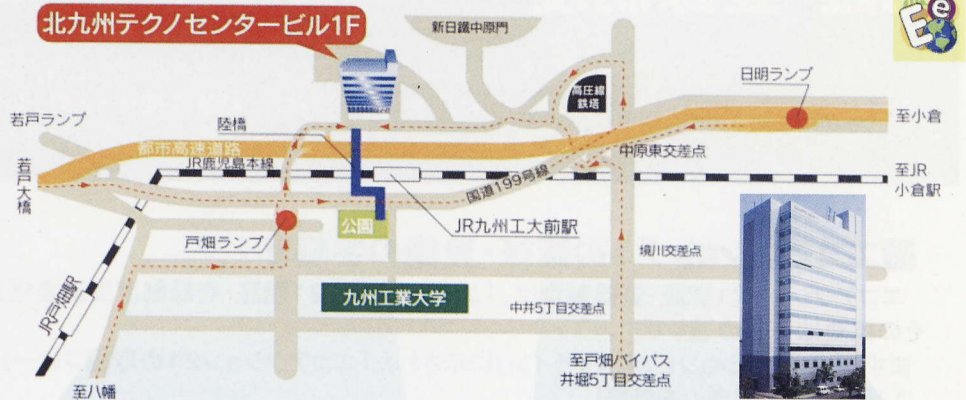 北九州テクノセンタービル1F
新日鐵中原門
e
E
日明ランプ
高圧線
鉄塔
若戸ランプ
陸橋
至小倉
都市高速道路
中原東交差点
JR鹿児島本線
若戸大橋
至JR
小倉駅
国道199号線
公園
JR九州工大前駅
戸畑ランプ
境川交差点
九州工業大学
中井5丁目交差点
JR戸畑駅
至戸畑バイパス
井堀5丁目交差点
至八幡